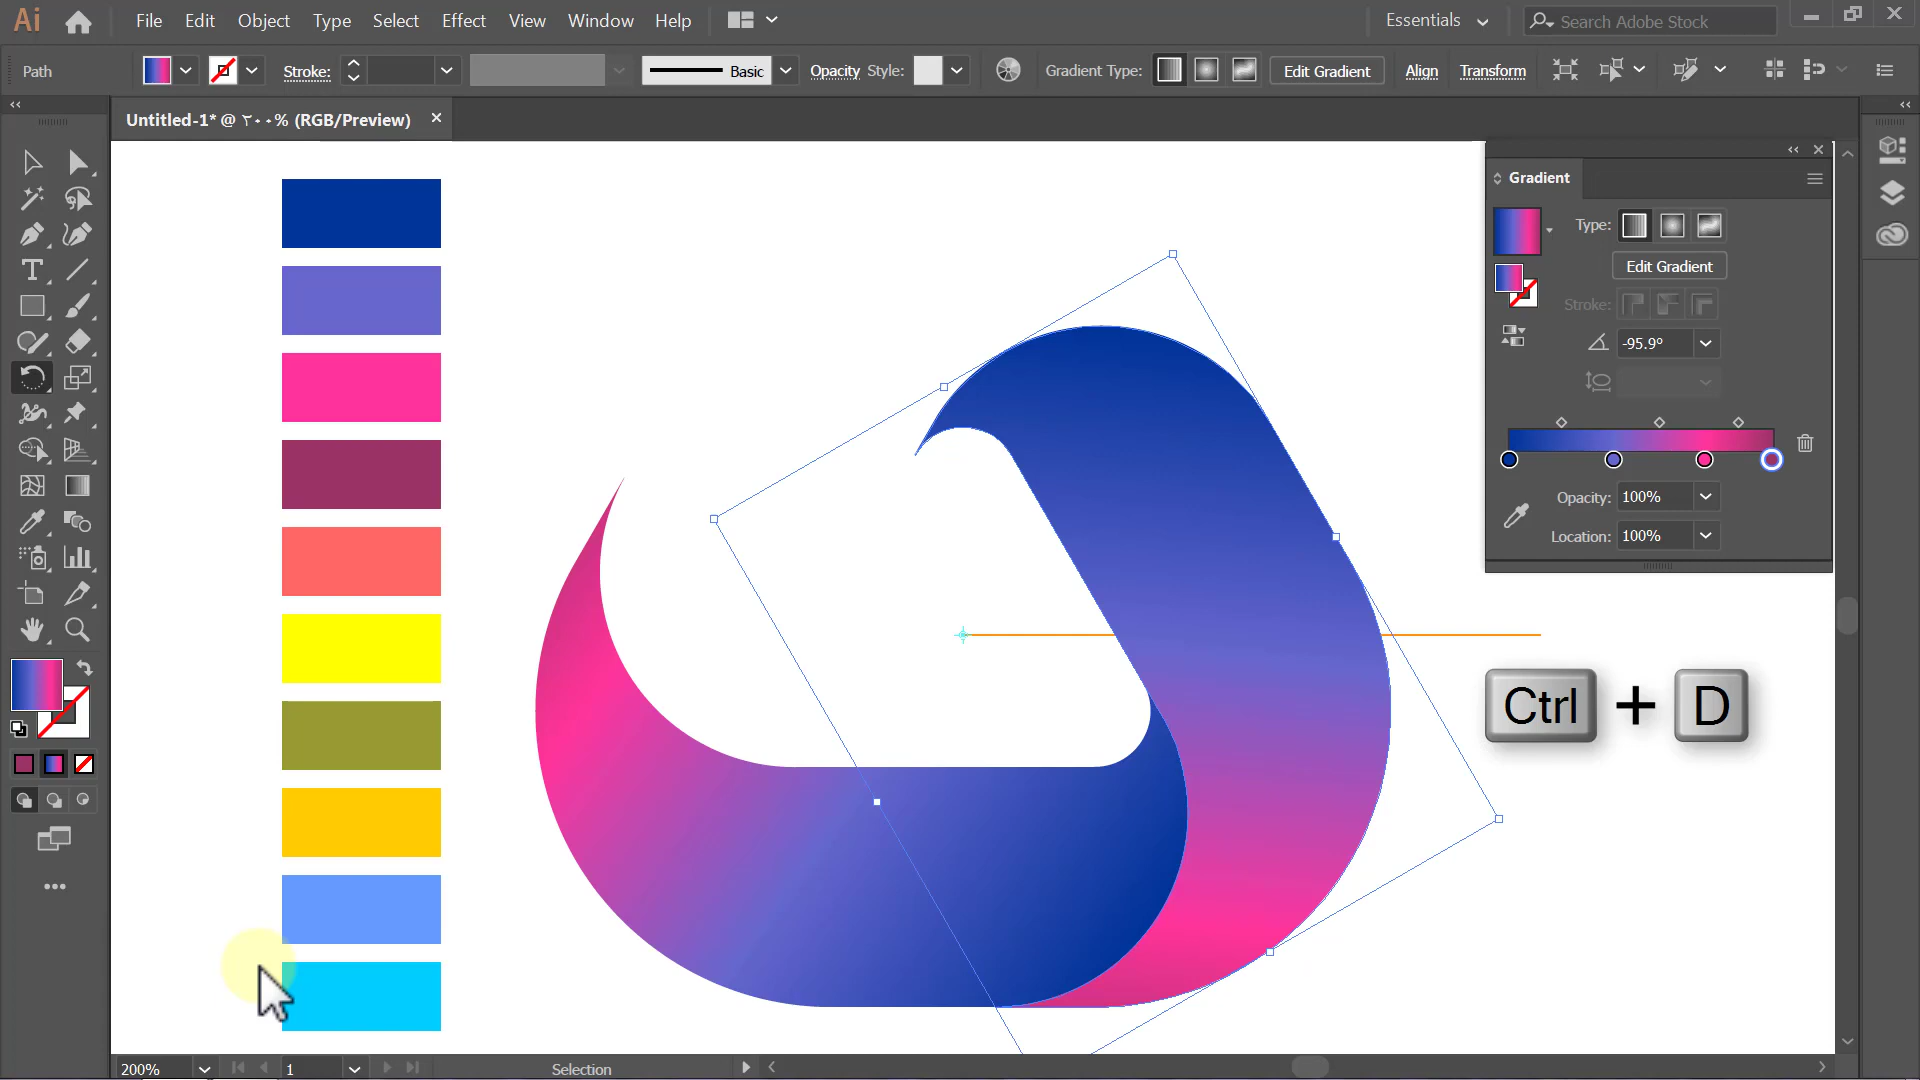 Ai File Edit Object Type Select Effect View Window Help Essentials Search Adobe Stock
Path Stroke: Basic Opacity Style: Gradient Type: Edit Gradient Align Transform
Untitled-1* @ ٢٠٠% (RGB/Preview)
Gradient
Type:
Edit Gradient
Stroke:
-95.9°
Opacity: 100%
Location: 100%
Ctrl + D
200% 1 Selection